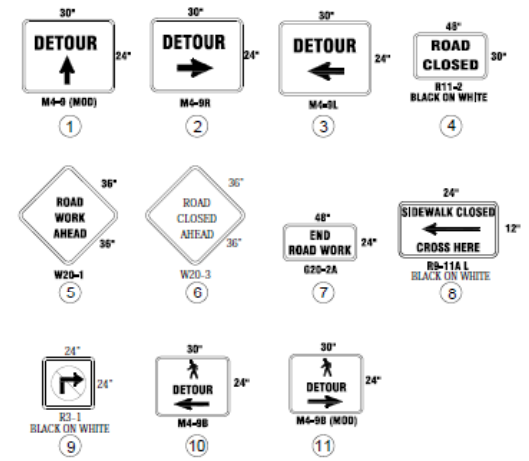 30"
DETOUR
24"
M4-9 (MOD)
1
30"
DETOUR
24"
M4-9R
2
30"
DETOUR
24"
M4-9L
3
48"
ROAD
CLOSED
30"
R11-2
BLACK ON WHITE
4
36"
ROAD
WORK
AHEAD
36"
W20-1
5
36"
ROAD
CLOSED
AHEAD
36"
W20-3
6
48"
END
ROAD WORK
24"
G20-2A
7
24"
SIDEWALK CLOSED
12"
CROSS HERE
R9-11A L
BLACK ON WHITE
8
24"
24"
R3-1
BLACK ON WHITE
9
30"
DETOUR
24"
M4-9B
10
30"
DETOUR
24"
M4-9B (MOD)
11